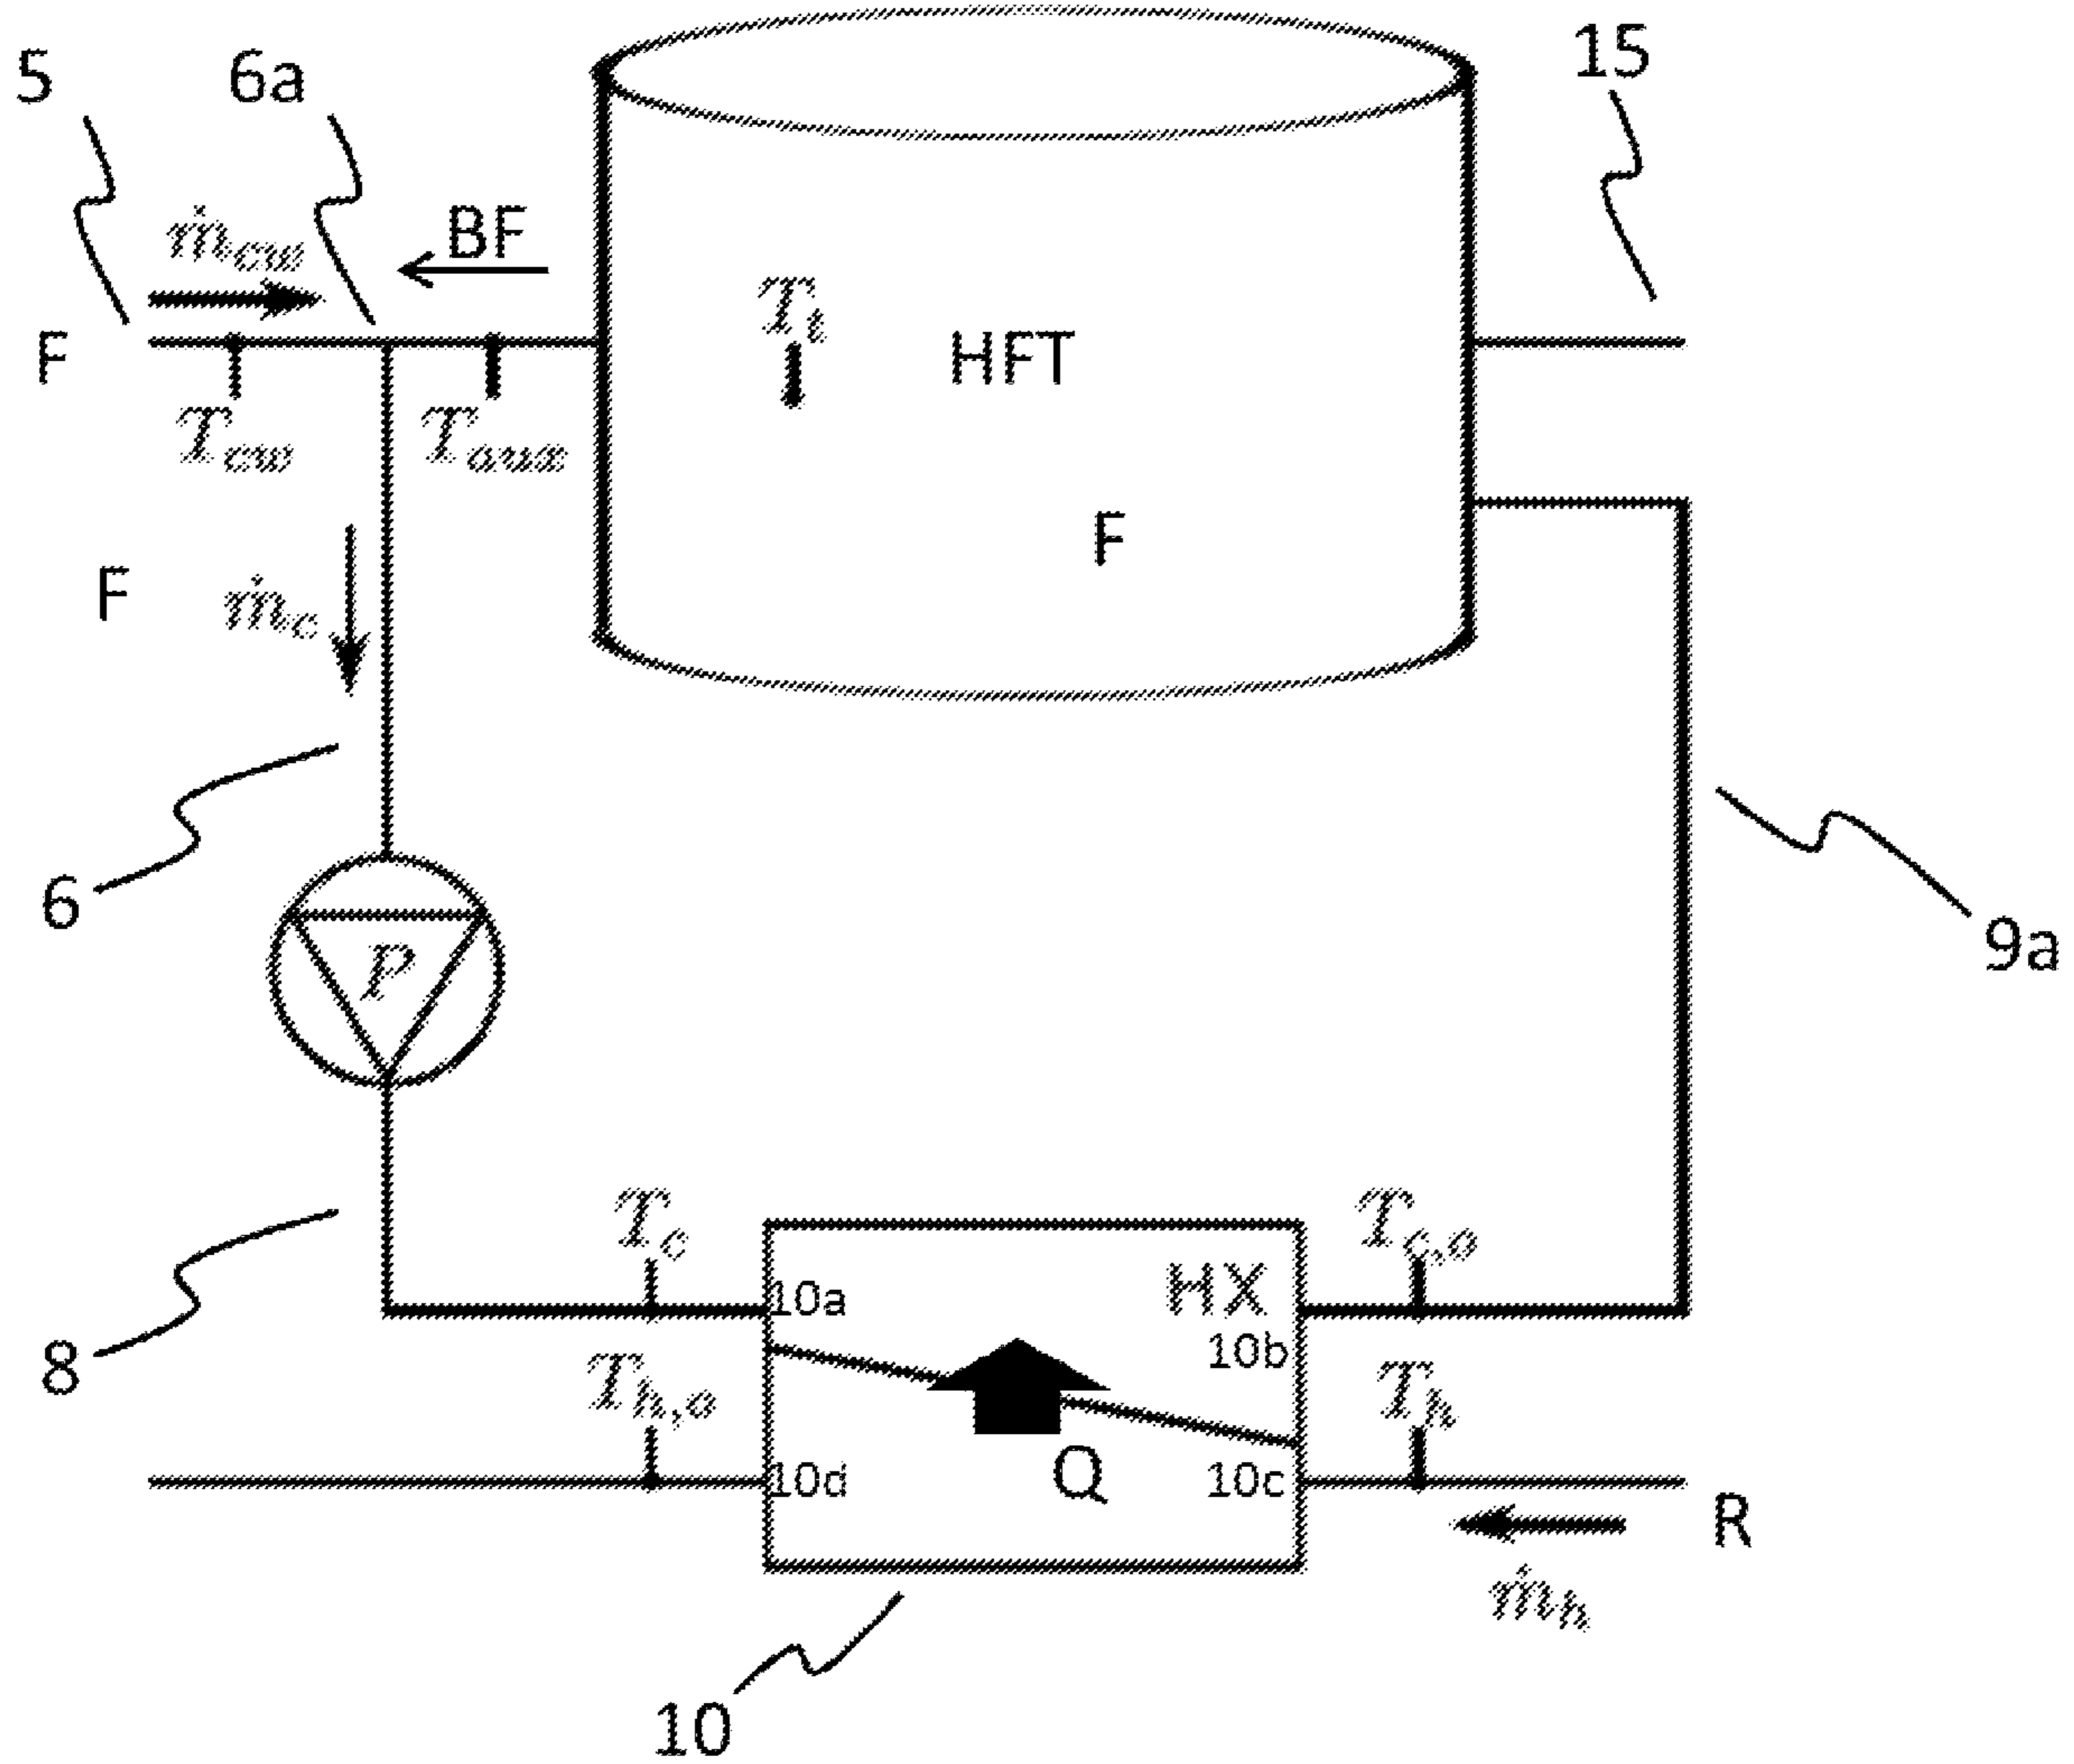 5
6a
15
ṁcw
BF
Tt
F
HFT
Tcw
Taux
F
F
ṁc
6
P
9a
Tc
Tc,o
10a
HX
10b
8
Th,o
Th
10d
Q
10c
R
ṁh
10